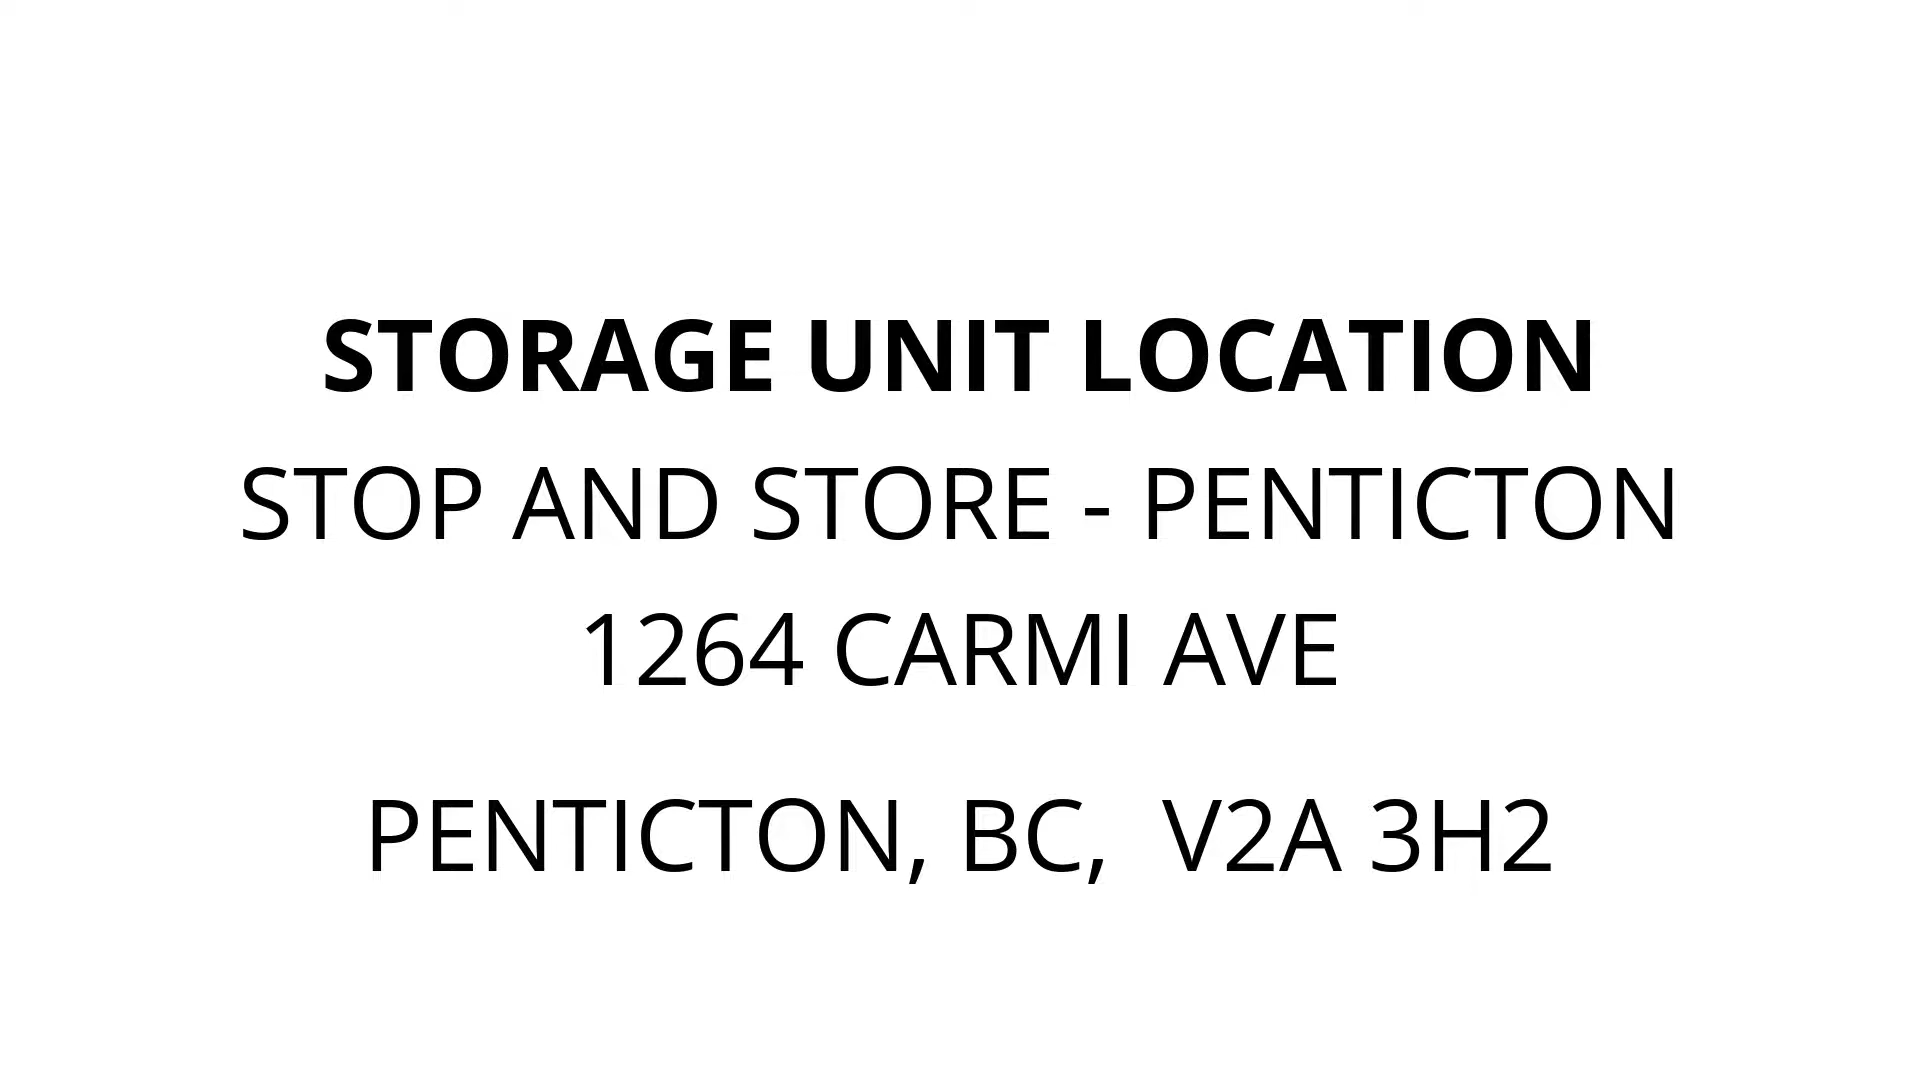 STORAGE UNIT LOCATION
STOP AND STORE - PENTICTON
1264 CARMI AVE
PENTICTON, BC,  V2A 3H2